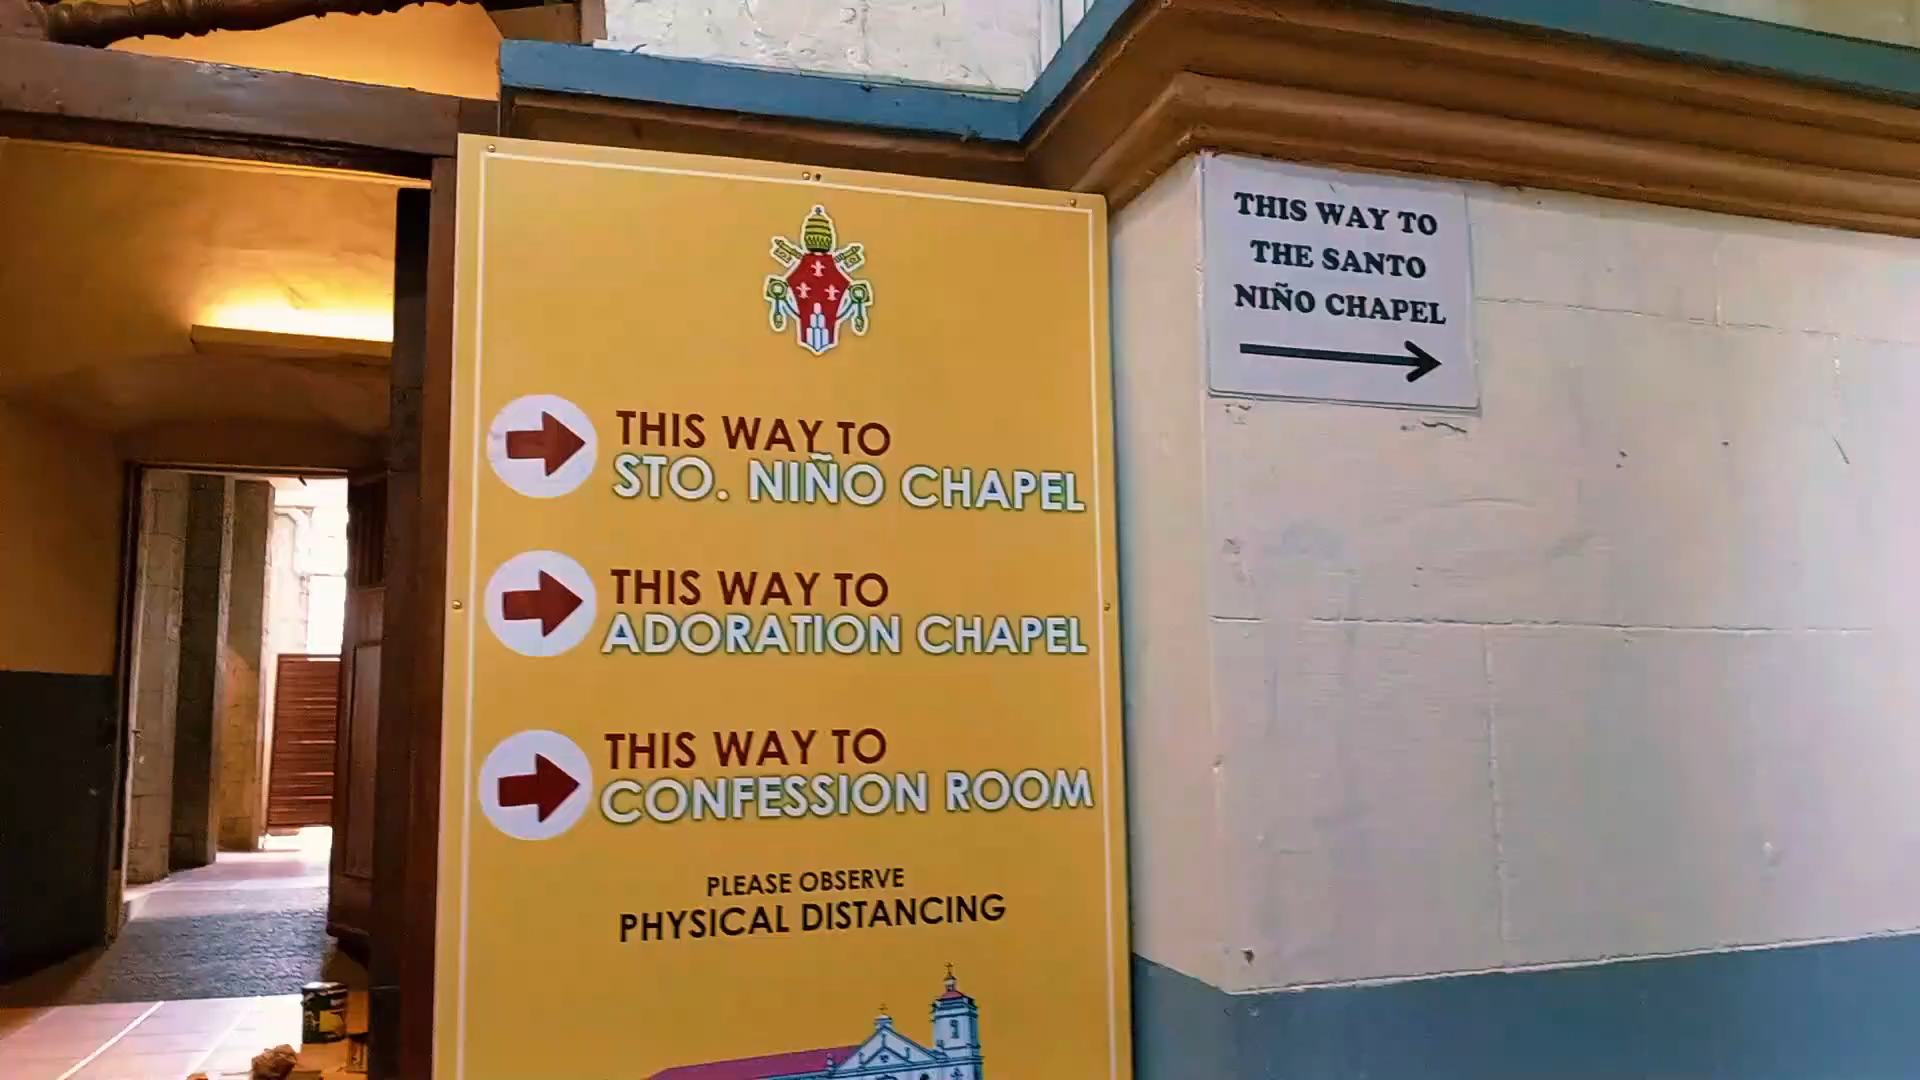 THIS WAY TO
STO. NIÑO CHAPEL
THIS WAY TO
ADORATION CHAPEL
THIS WAY TO
CONFESSION ROOM
PLEASE OBSERVE
PHYSICAL DISTANCING
THIS WAY TO
THE SANTO
NIÑO CHAPEL